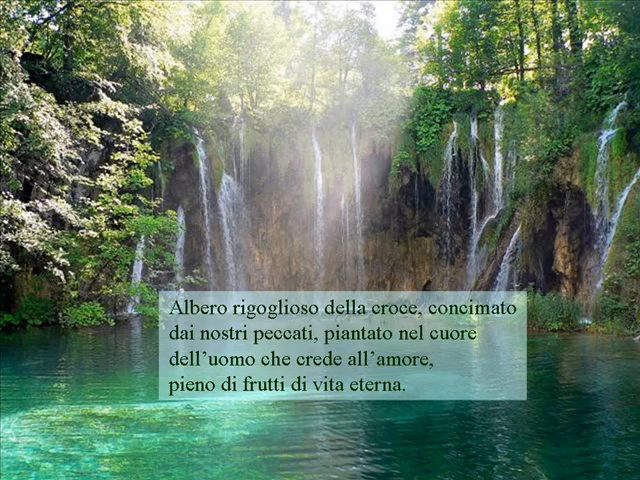 Albero rigoglioso della croce, concimato
dai nostri peccati, piantato nel cuore
dell’uomo che crede all’amore,
pieno di frutti di vita eterna.